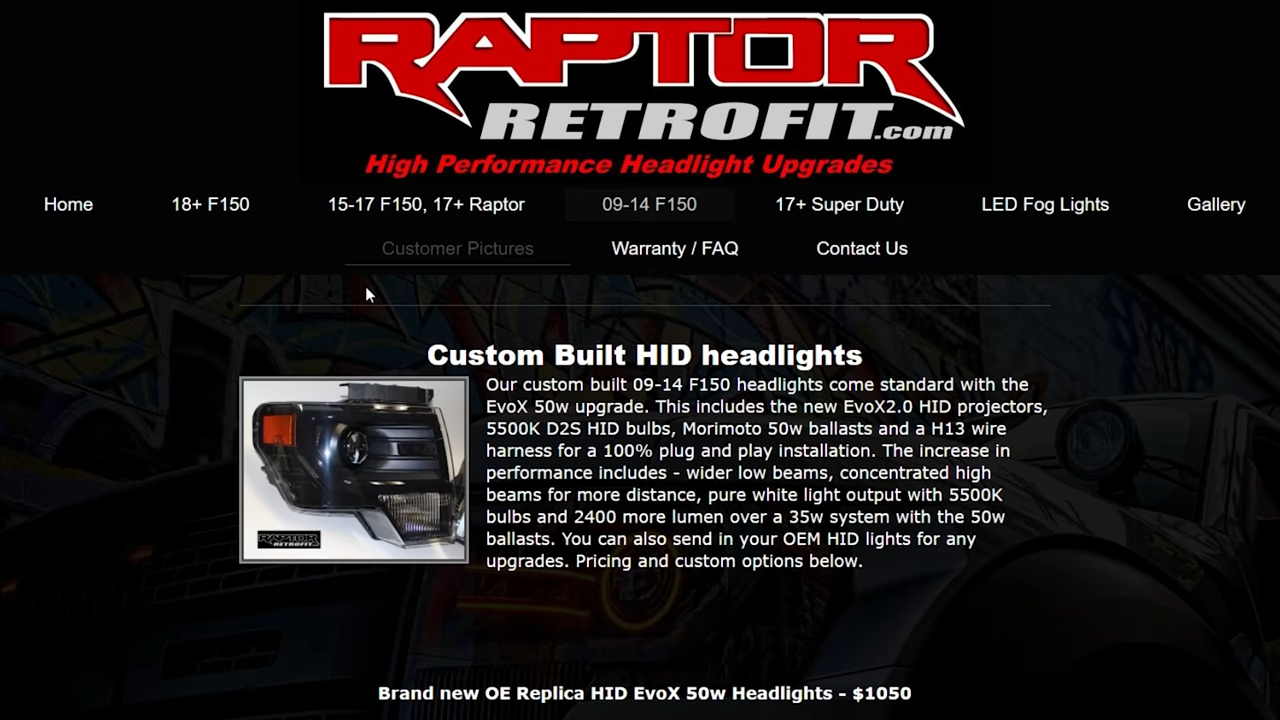 RAPTOR
RETROFIT.com
High Performance Headlight Upgrades
Home 18+ F150 15-17 F150, 17+ Raptor 09-14 F150 17+ Super Duty LED Fog Lights Gallery
Customer Pictures Warranty / FAQ Contact Us
Custom Built HID headlights
Our custom built 09-14 F150 headlights come standard with the
EvoX 50w upgrade. This includes the new EvoX2.0 HID projectors,
5500K D2S HID bulbs, Morimoto 50w ballasts and a H13 wire
harness for a 100% plug and play installation. The increase in
performance includes - wider low beams, concentrated high
beams for more distance, pure white light output with 5500K
bulbs and 2400 more lumen over a 35w system with the 50w
ballasts. You can also send in your OEM HID lights for any
upgrades. Pricing and custom options below.
RAPTOR
RETROFIT
Brand new OE Replica HID EvoX 50w Headlights - $1050